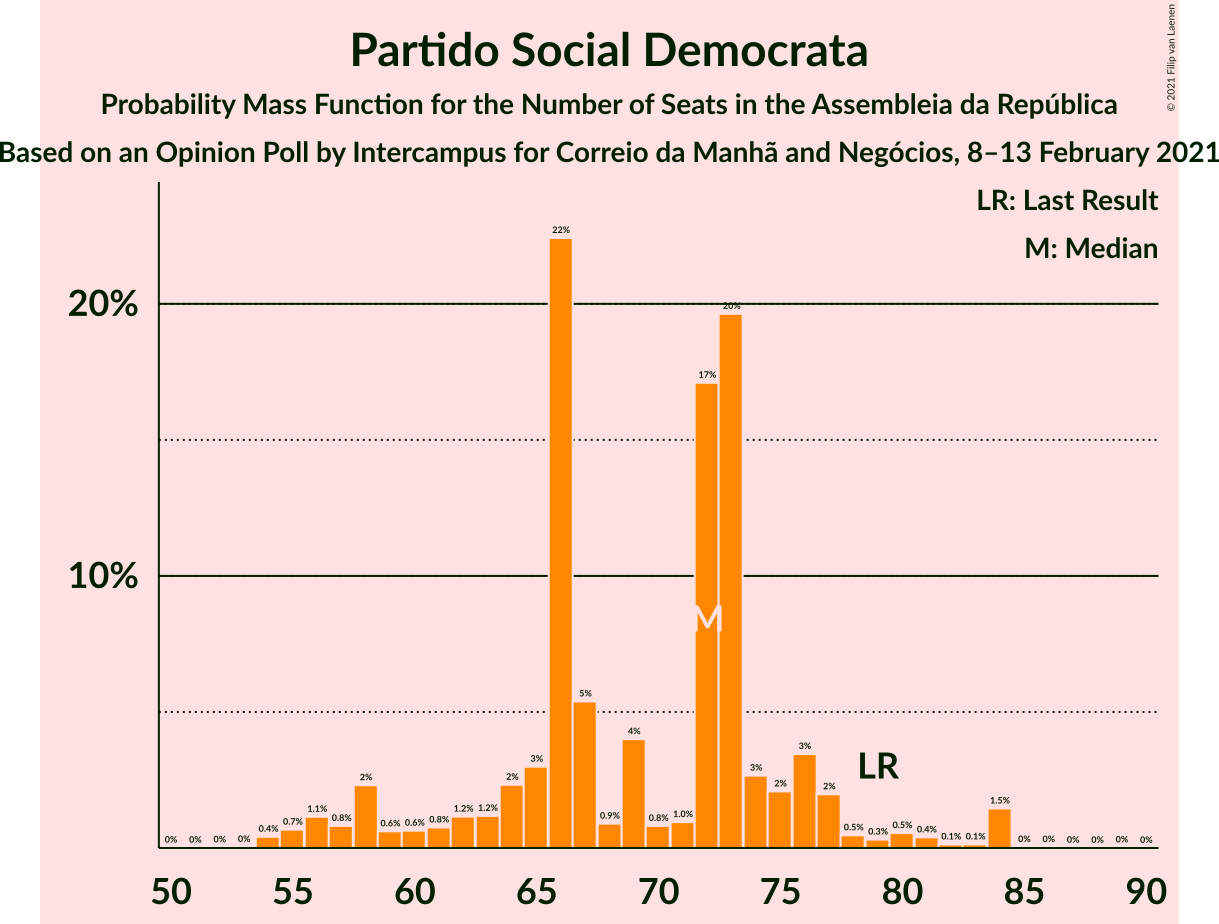 Partido Social Democrata
Probability Mass Function for the Number of Seats in the Assembleia da República
Based on an Opinion Poll by Intercampus for Correio da Manhã and Negócios, 8–13 February 2021
© 2021 Filip van Laenen
LR: Last Result
M: Median
20%
10%
0% 0% 0% 0% 0.4% 0.7% 1.1% 0.8% 2% 0.6% 0.6% 0.8% 1.2% 1.2% 2% 3% 22% 5% 0.9% 4% 0.8% 1.0% 17% 20% 3% 2% 3% 2% 0.5% 0.3% 0.5% 0.4% 0.1% 0.1% 1.5% 0% 0% 0% 0% 0% 0%
M
LR
50 55 60 65 70 75 80 85 90